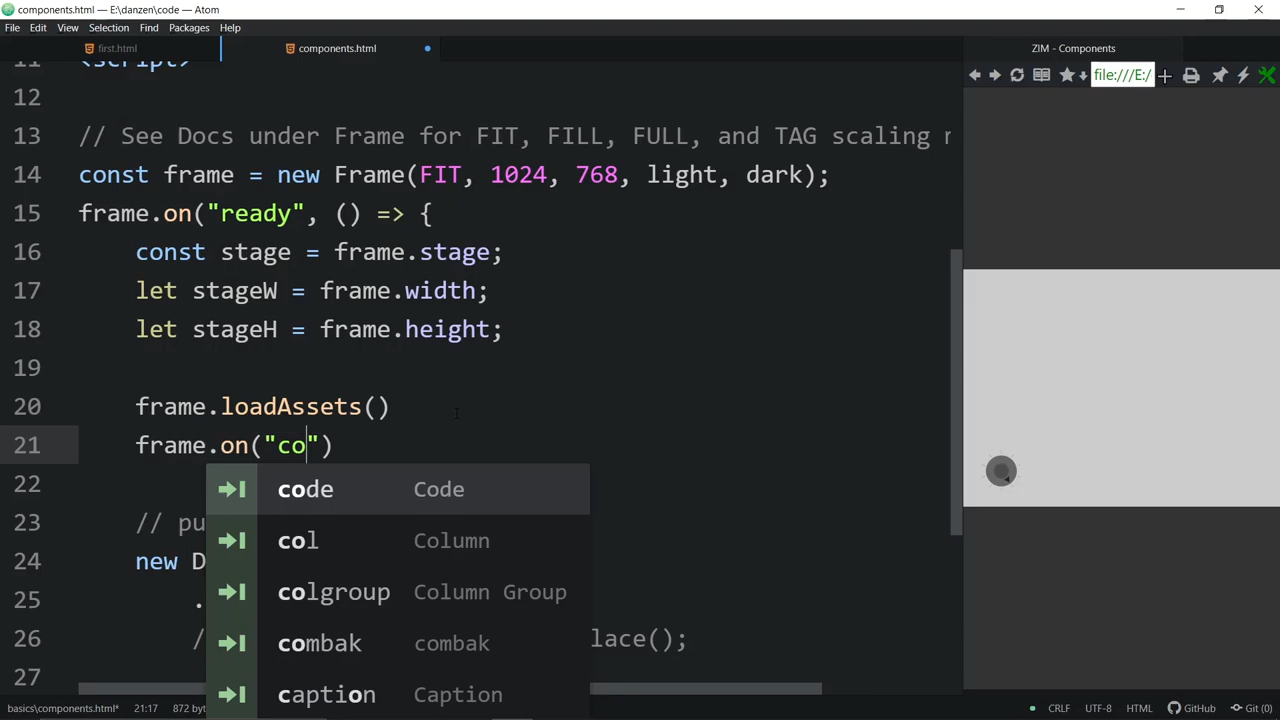 components.html — E:\danzen\code — Atom
File Edit View Selection Find Packages Help
first.html components.html ZIM - Components
file:///E:/
11 <script>
12
13 // See Docs under Frame for FIT, FILL, FULL, and TAG scaling
14 const frame = new Frame(FIT, 1024, 768, light, dark);
15 frame.on("ready", () => {
16 const stage = frame.stage;
17 let stageW = frame.width;
18 let stageH = frame.height;
19
20 frame.loadAssets()
21 frame.on("co")
22
code Code
23 // pu
col Column
24 new D
25 .
colgroup Column Group
26 / lace();
combak combak
27
caption Caption
basics\components.html* 21:17 872 byt CRLF UTF-8 HTML GitHub Git (0)